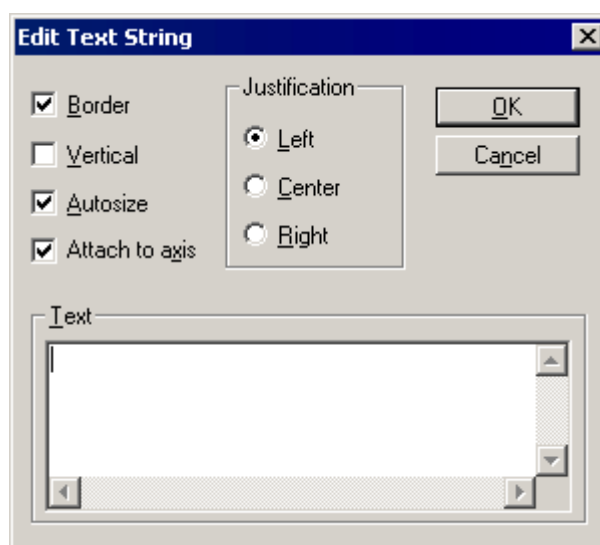 Edit Text String
Border
Vertical
Autosize
Attach to axis
Justification
Left
Center
Right
OK
Cancel
Text